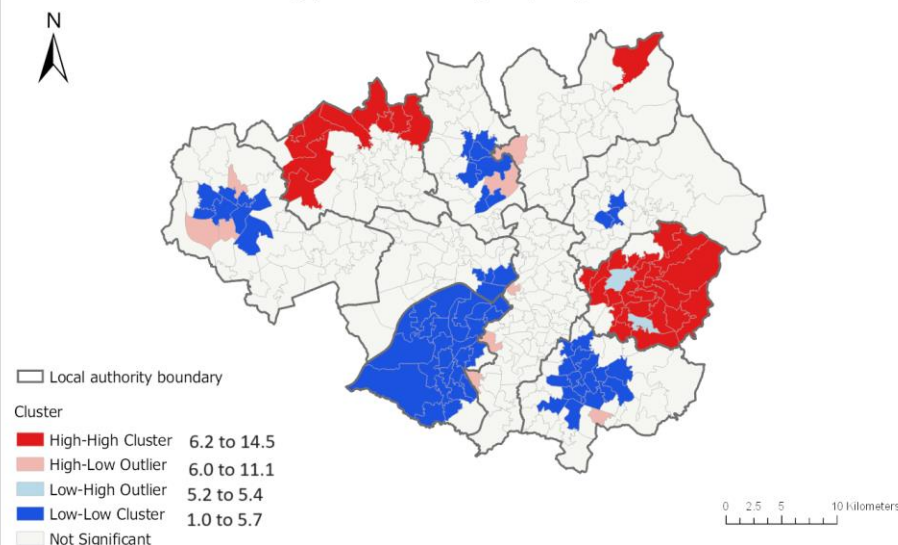 N
Local authority boundary
Cluster
High-High Cluster 6.2 to 14.5
High-Low Outlier 6.0 to 11.1
Low-High Outlier 5.2 to 5.4
Low-Low Cluster 1.0 to 5.7
Not Significant
0 2.5 5 10 Kilometers